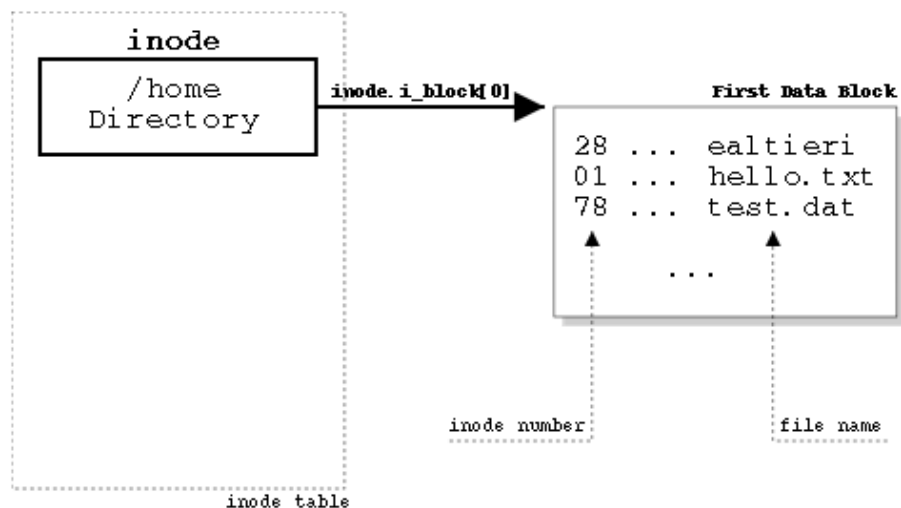 inode
/home
Directory
inode.i_block[0]
First Data Block
28 ... ealtieri
01 ... hello.txt
78 ... test.dat
...
inode number
file name
inode table